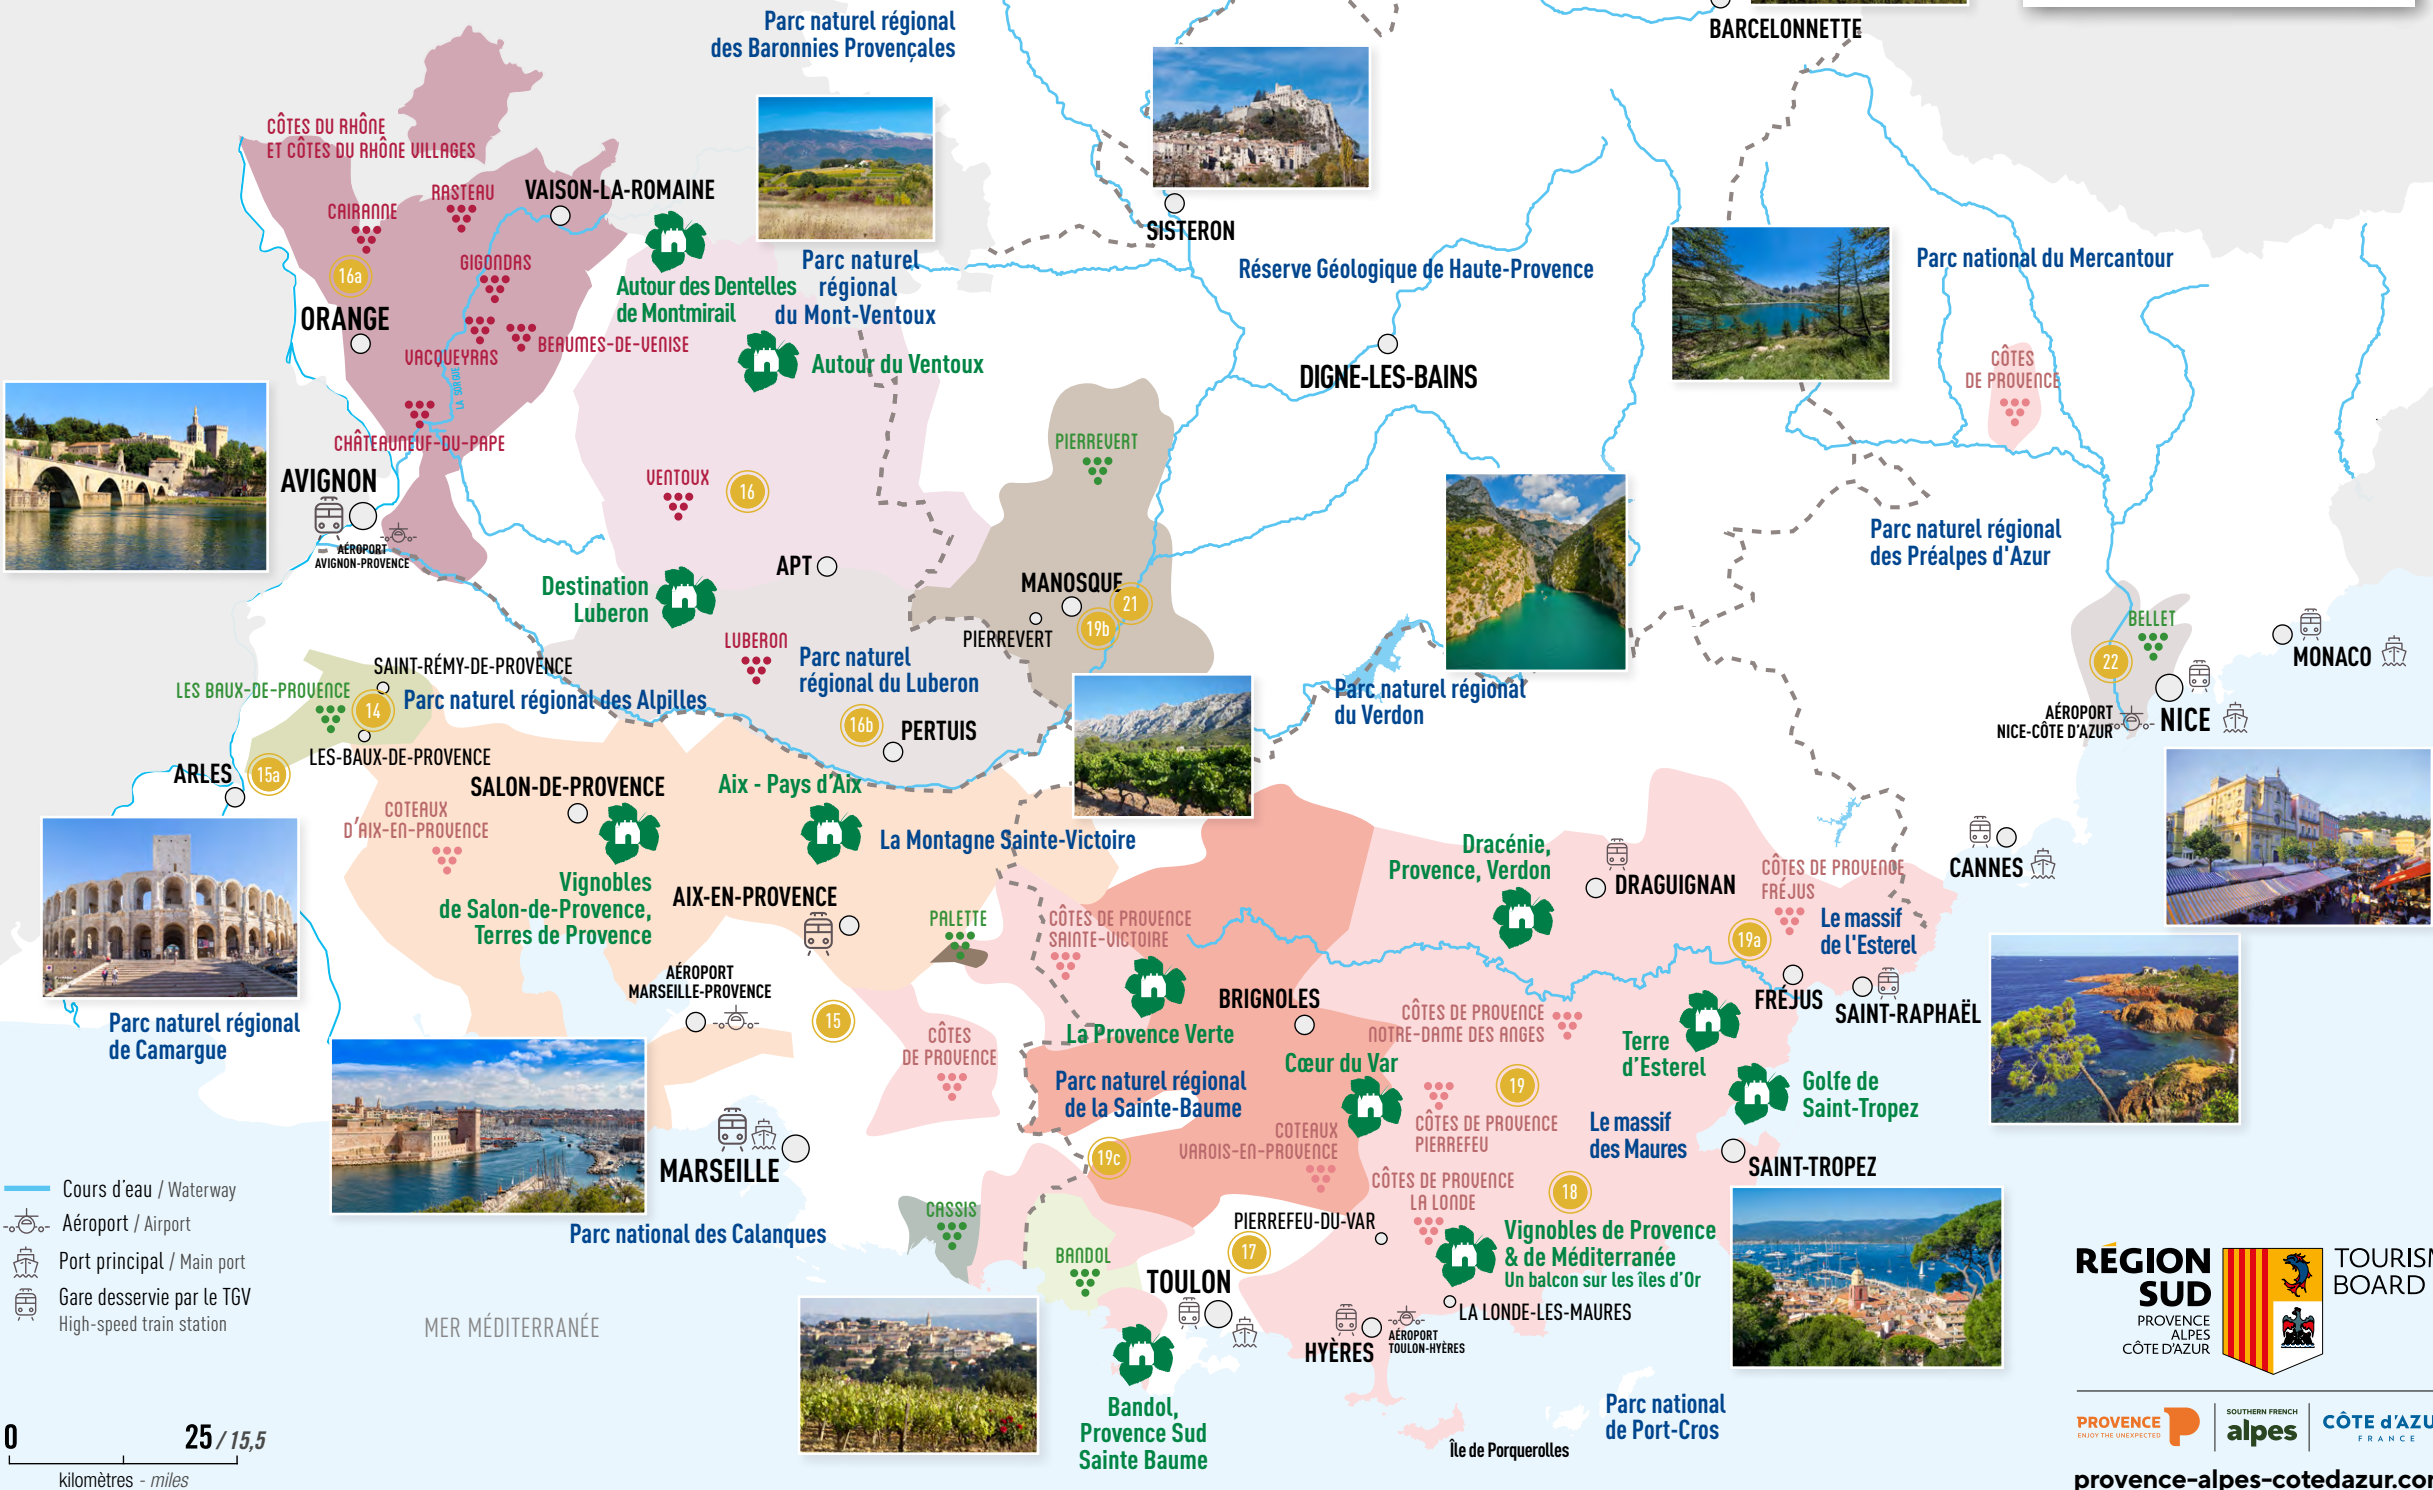 Parc naturel régional
des Baronnies Provençales
BARCELONNETTE
CÔTES DU RHÔNE
ET CÔTES DU RHÔNE VILLAGES
RASTEAU
CAIRANNE
VAISON-LA-ROMAINE
16a
GIGONDAS
ORANGE
VACQUEYRAS
BEAUMES-DE-VENISE
LA SORGUE
CHÂTEAUNEUF-DU-PAPE
Autour des Dentelles
de Montmirail
Parc naturel
régional
du Mont-Ventoux
Autour du Ventoux
SISTERON
Réserve Géologique de Haute-Provence
DIGNE-LES-BAINS
Parc national du Mercantour
CÔTES
DE PROVENCE
AVIGNON
AÉROPORT
AVIGNON-PROVENCE
VENTOUX
16
PIERREVERT
APT
Destination
Luberon
MANOSQUE
21
19b
PIERREVERT
LUBERON
Parc naturel
régional du Luberon
16b
PERTUIS
Parc naturel régional
des Préalpes d'Azur
BELLET
22
MONACO
AÉROPORT
NICE-CÔTE D'AZUR
NICE
SAINT-RÉMY-DE-PROVENCE
LES BAUX-DE-PROVENCE
14
Parc naturel régional des Alpilles
LES-BAUX-DE-PROVENCE
ARLES
15a
Parc naturel régional
du Verdon
SALON-DE-PROVENCE
Aix - Pays d'Aix
COTEAUX
D'AIX-EN-PROVENCE
La Montagne Sainte-Victoire
Vignobles
de Salon-de-Provence,
Terres de Provence
AIX-EN-PROVENCE
PALETTE
CÔTES DE PROVENCE
SAINTE-VICTOIRE
Dracénie,
Provence, Verdon
DRAGUIGNAN
CÔTES DE PROVENCE
FRÉJUS
CANNES
Le massif
de l'Esterel
19a
FRÉJUS
SAINT-RAPHAËL
AÉROPORT
MARSEILLE-PROVENCE
15
CÔTES
DE PROVENCE
La Provence Verte
BRIGNOLES
CÔTES DE PROVENCE
NOTRE-DAME DES ANGES
Terre
d'Esterel
Parc naturel régional
de Camargue
Cœur du Var
Parc naturel régional
de la Sainte-Baume
19
Golfe de
Saint-Tropez
CÔTES DE PROVENCE
PIERREFEU
Le massif
des Maures
COTEAUX
VAROIS-EN-PROVENCE
19c
SAINT-TROPEZ
MARSEILLE
CÔTES DE PROVENCE
LA LONDE
18
Parc national des Calanques
CASSIS
BANDOL
PIERREFEU-DU-VAR
17
Vignobles de Provence
& de Méditerranée
Un balcon sur les îles d'Or
TOULON
LA LONDE-LES-MAURES
HYÈRES
AÉROPORT
TOULON-HYÈRES
Bandol,
Provence Sud
Sainte Baume
Parc national
de Port-Cros
Île de Porquerolles
Cours d'eau / Waterway
Aéroport / Airport
Port principal / Main port
Gare desservie par le TGV
High-speed train station
MER MÉDITERRANÉE
0 25 / 15,5
kilomètres - miles
RÉGION
SUD
PROVENCE
ALPES
CÔTE D'AZUR
TOURISM
BOARD
PROVENCE
ENJOY THE UNEXPECTED
SOUTHERN FRENCH
alpes
CÔTE d'AZU
FRANCE
provence-alpes-cotedazur.com